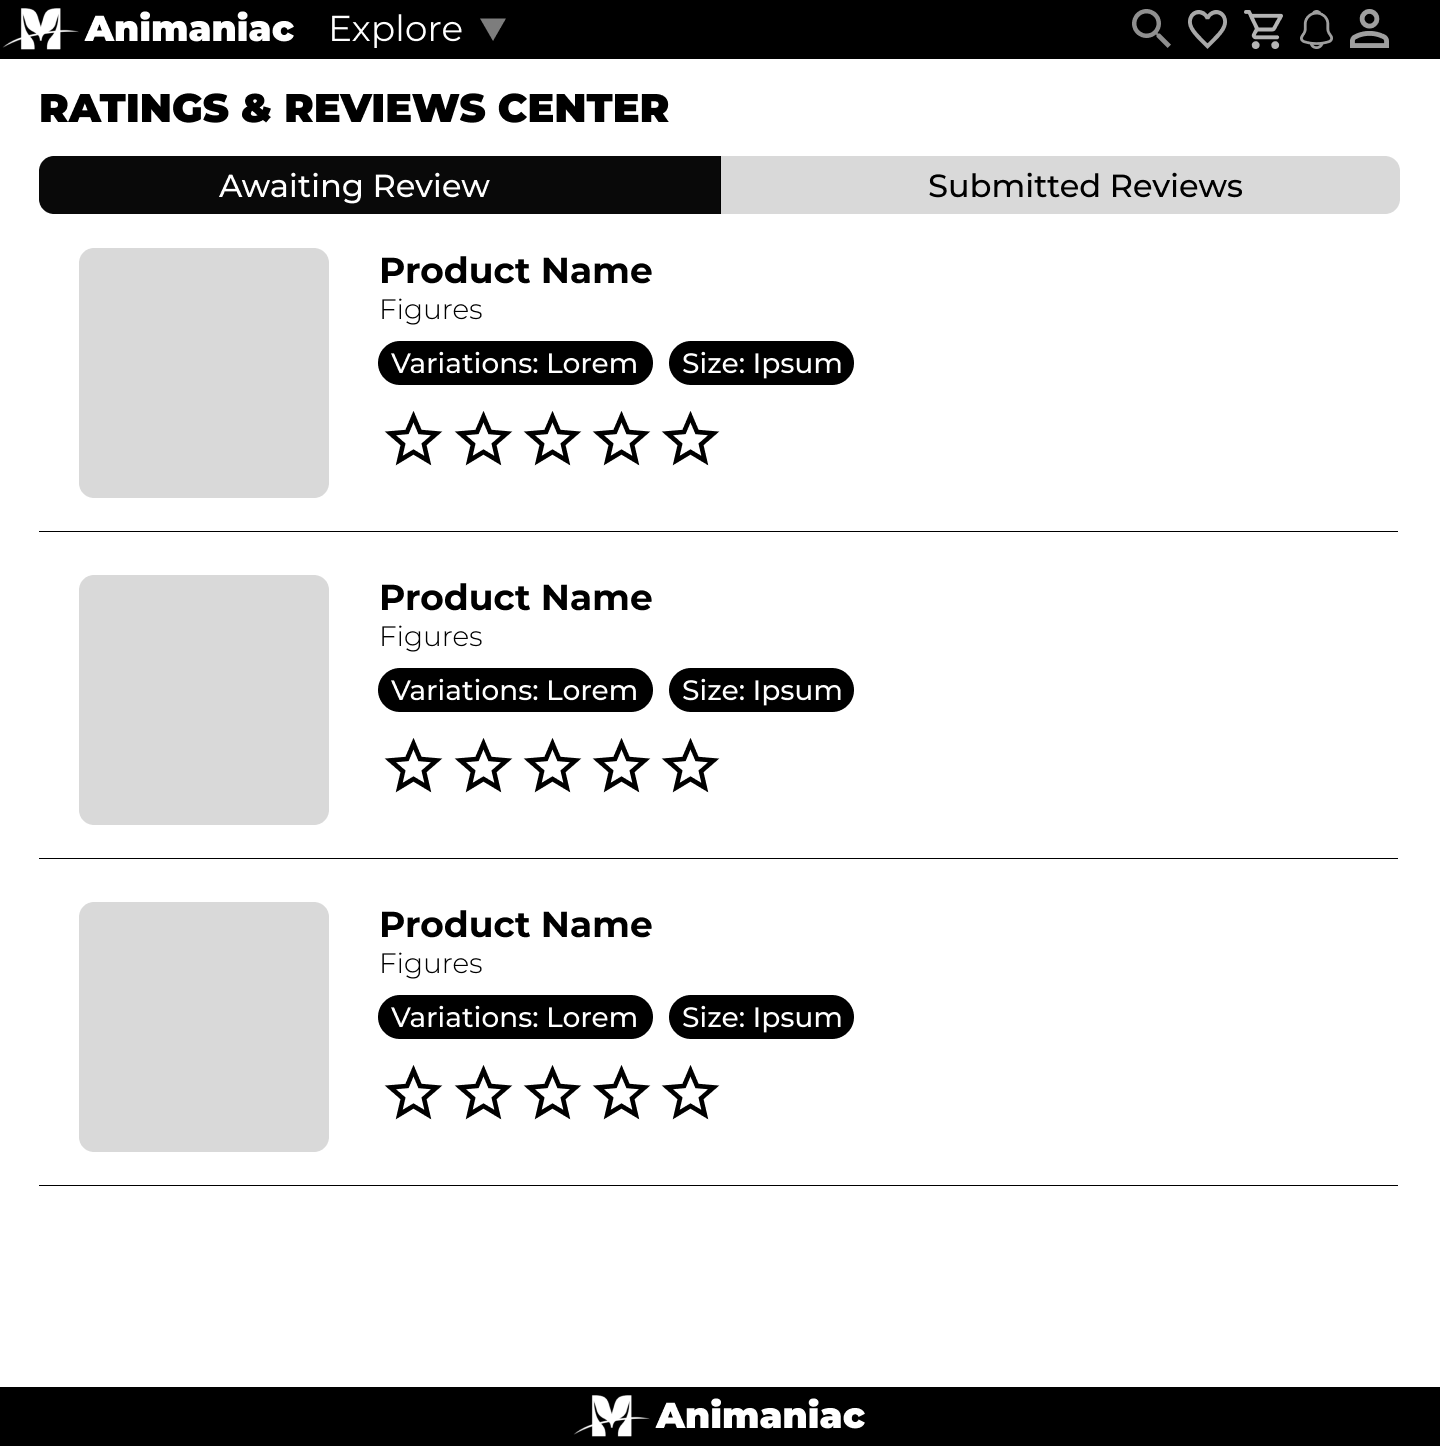 Animaniac Explore
RATINGS & REVIEWS CENTER
Awaiting Review Submitted Reviews
Product Name
Figures
Variations: Lorem Size: Ipsum
Product Name
Figures
Variations: Lorem Size: Ipsum
Product Name
Figures
Variations: Lorem Size: Ipsum
Animaniac